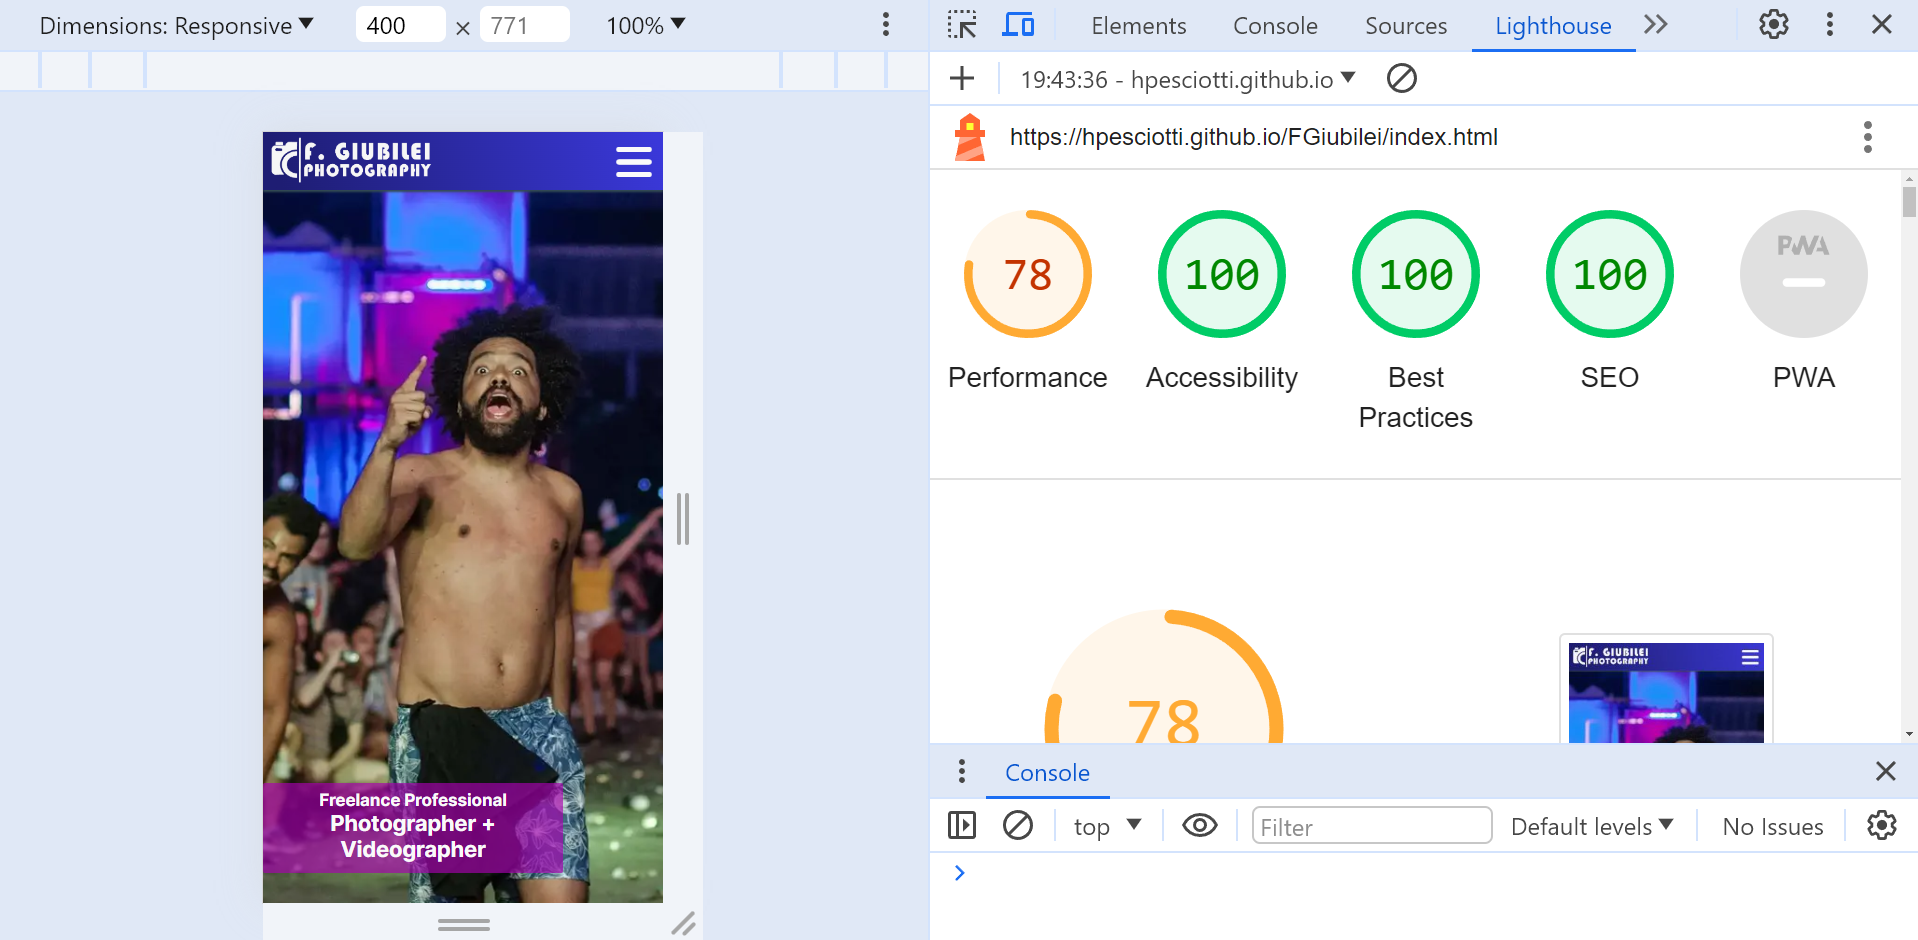 Dimensions: Responsive
400 × 771
100%
F. GIUBILEI
PHOTOGRAPHY
Freelance Professional
Photographer +
Videographer
Elements
Console
Sources
Lighthouse
19:43:36 - hpesciotti.github.io
https://hpesciotti.github.io/FGiubilei/index.html
78
100
100
100
PWA
Performance
Accessibility
Best
Practices
SEO
PWA
78
F. GIUBILEI
PHOTOGRAPHY
Console
top
Filter
Default levels
No Issues